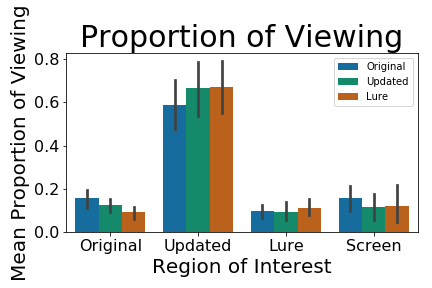 Proportion of Viewing
Mean Proportion of Viewing
0.8
0.6
0.4
0.2
0.0
Original
Updated
Lure
Original
Updated
Lure
Screen
Region of Interest